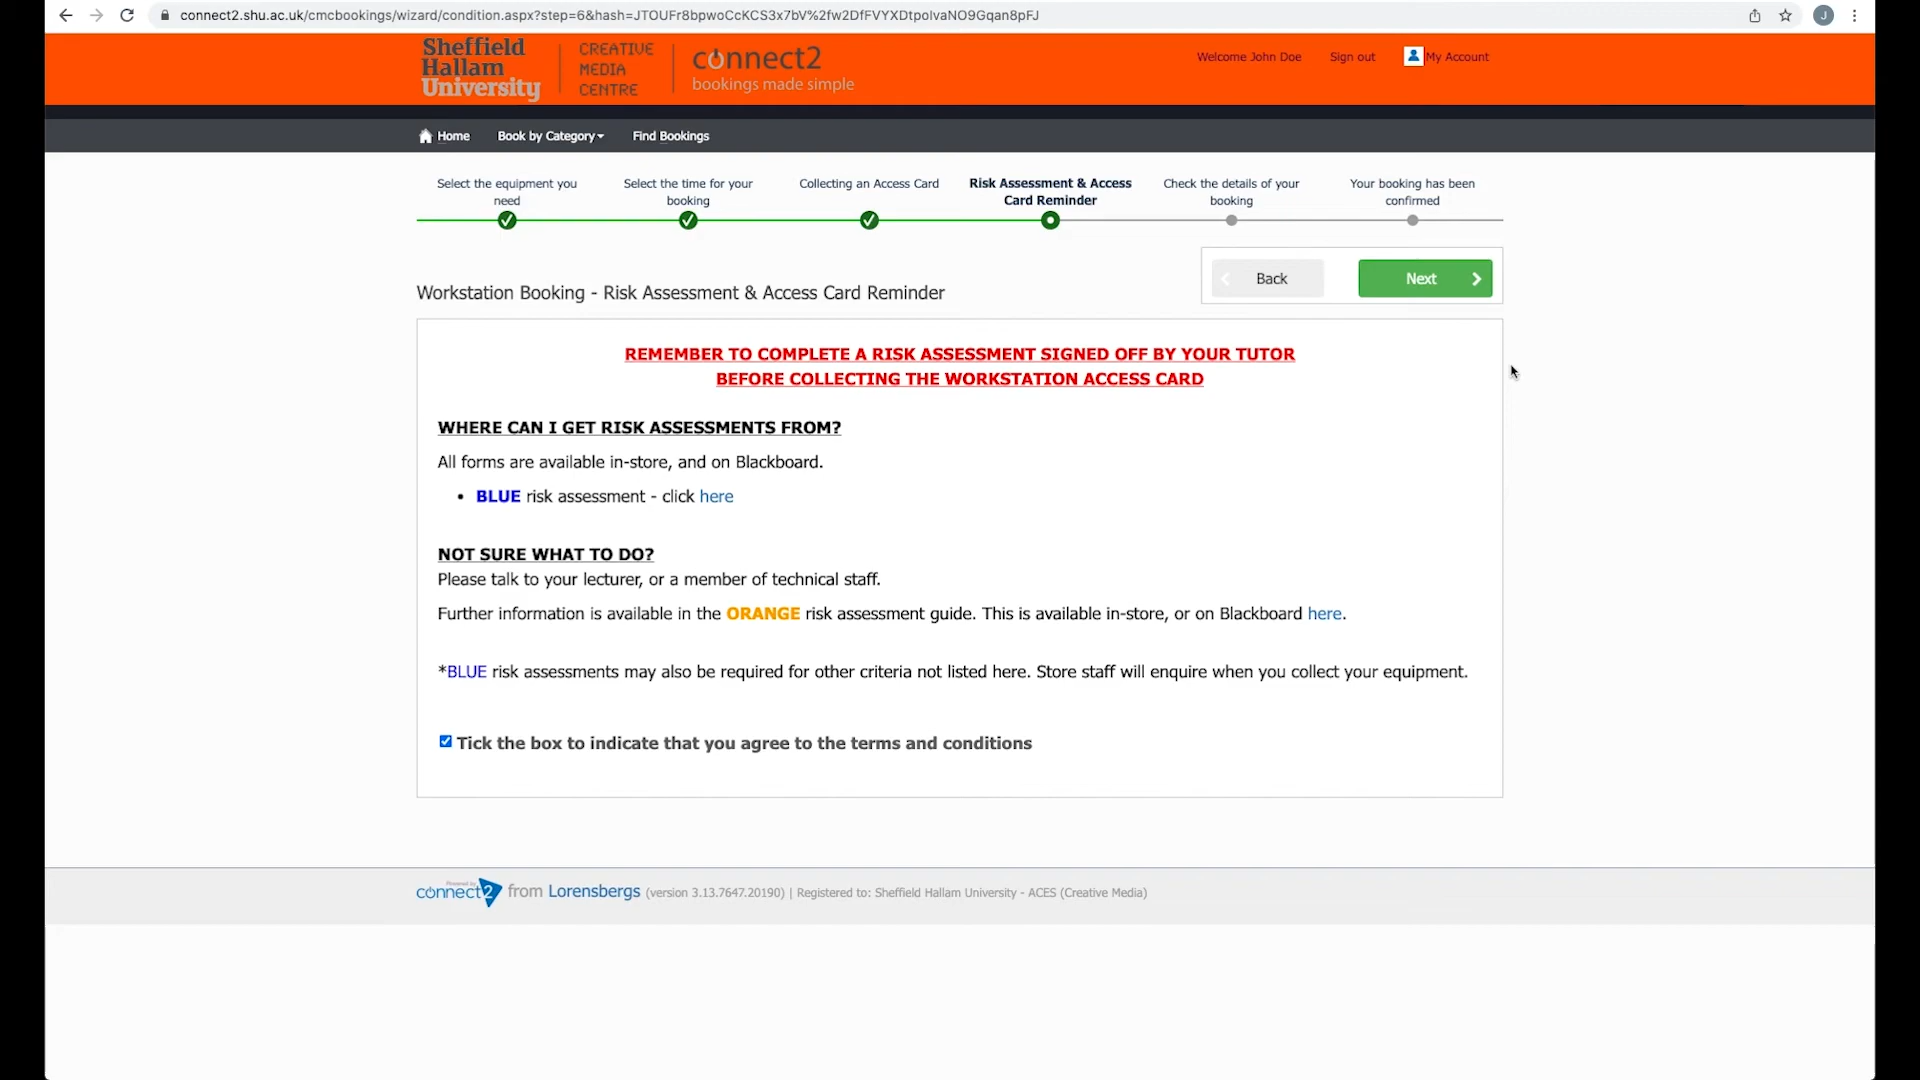 connect2.shu.ac.uk/cmcbookings/wizard/condition.aspx?step=6&hash=JTOUFr8bpwoCcKCS3x7bV%2fw2DfFVYXDtpoIvaNO9Gqan8pFJ
J
Sheffield
Hallam
University
CREATIVE
MEDIA
CENTRE
connect2
bookings made simple
Welcome John Doe
Sign out
My Account
Home
Book by Category
Find Bookings
Select the equipment you
need
Select the time for your
booking
Collecting an Access Card
Risk Assessment & Access
Card Reminder
Check the details of your
booking
Your booking has been
confirmed
Workstation Booking - Risk Assessment & Access Card Reminder
Back
Next
REMEMBER TO COMPLETE A RISK ASSESSMENT SIGNED OFF BY YOUR TUTOR
BEFORE COLLECTING THE WORKSTATION ACCESS CARD
WHERE CAN I GET RISK ASSESSMENTS FROM?
All forms are available in-store, and on Blackboard.
• BLUE risk assessment - click here
NOT SURE WHAT TO DO?
Please talk to your lecturer, or a member of technical staff.
Further information is available in the ORANGE risk assessment guide. This is available in-store, or on Blackboard here.
*BLUE risk assessments may also be required for other criteria not listed here. Store staff will enquire when you collect your equipment.
Tick the box to indicate that you agree to the terms and conditions
Powered by
connect2 from Lorensbergs (version 3.13.7647.20190) | Registered to: Sheffield Hallam University - ACES (Creative Media)